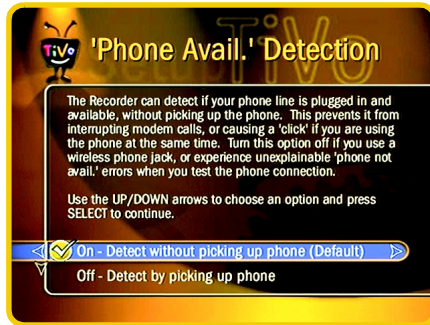 TiVo
'Phone Avail.' Detection
The Recorder can detect if your phone line is plugged in and
available, without picking up the phone. This prevents it from
interrupting modem calls, or causing a 'click' if you are using
the phone at the same time. Turn this option off if you use a
wireless phone jack, or experience unexplainable 'phone not
avail.' errors when you test the phone connection.
Use the UP/DOWN arrows to choose an option and press
SELECT to continue.
On - Detect without picking up phone (Default)
Off - Detect by picking up phone